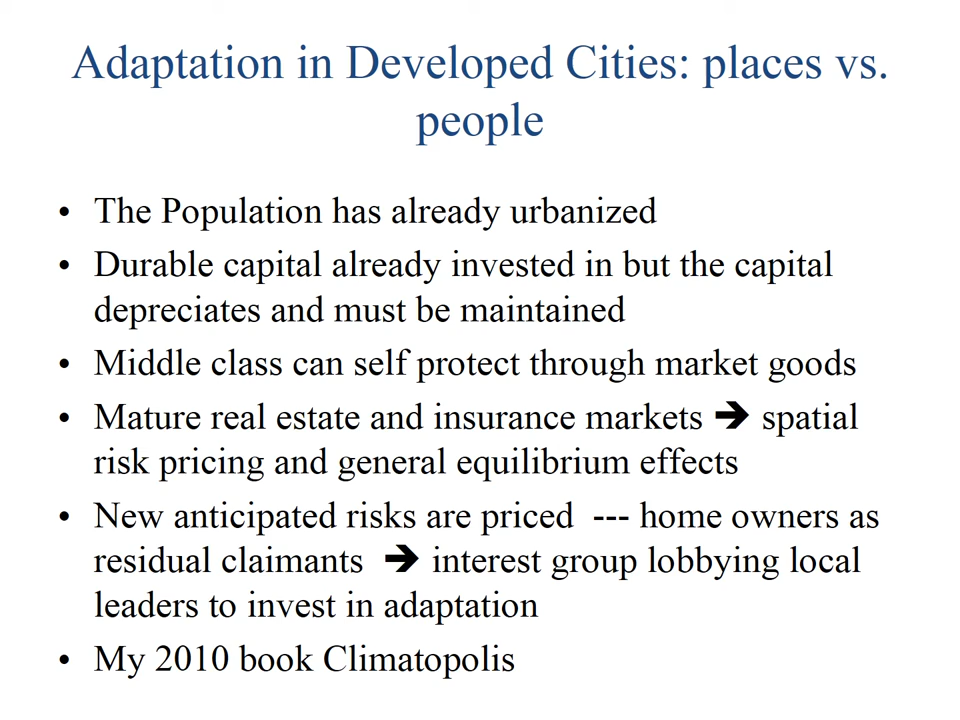 Adaptation in Developed Cities: places vs.
people
• The Population has already urbanized
• Durable capital already invested in but the capital
depreciates and must be maintained
• Middle class can self protect through market goods
• Mature real estate and insurance markets ➔ spatial
risk pricing and general equilibrium effects
• New anticipated risks are priced --- home owners as
residual claimants ➔ interest group lobbying local
leaders to invest in adaptation
• My 2010 book Climatopolis